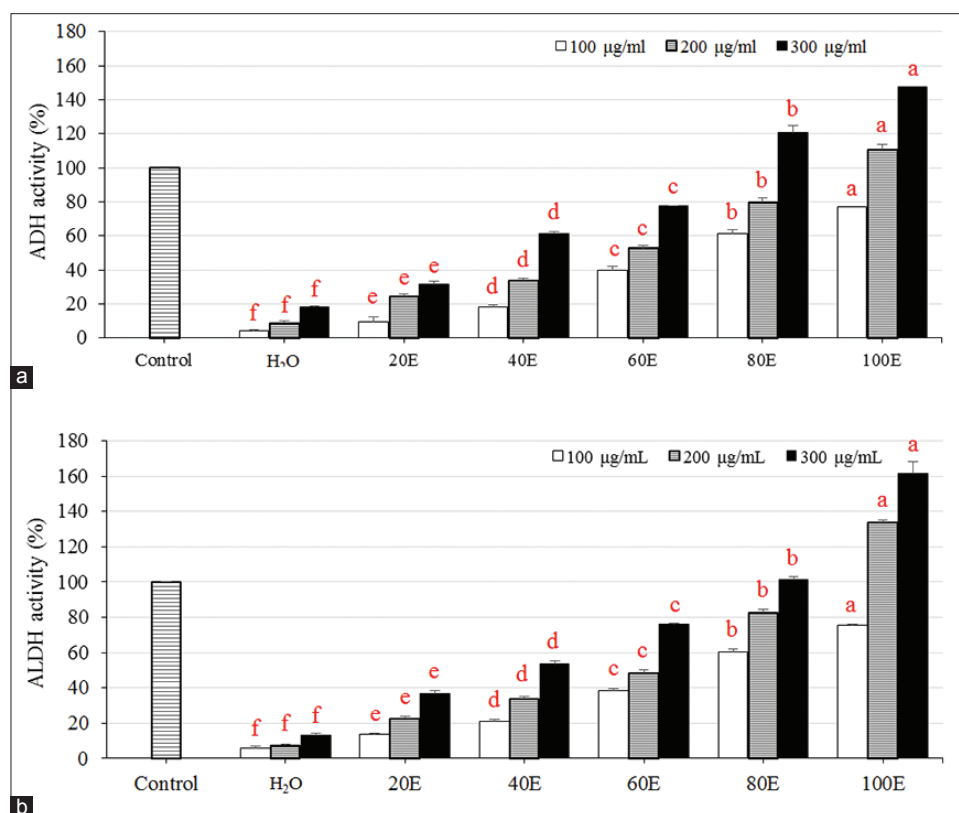 180
160
140
120
100
80
60
40
20
0
ADH activity (%)
100 μg/ml 200 μg/ml 300 μg/ml
f f f e e e d d d c c c b b b a a a
Control H₂O 20E 40E 60E 80E 100E
a
180
160
140
120
100
80
60
40
20
0
ALDH activity (%)
100 μg/mL 200 μg/mL 300 μg/mL
f f f e e e d d d c c c b b b a a a
Control H₂O 20E 40E 60E 80E 100E
b